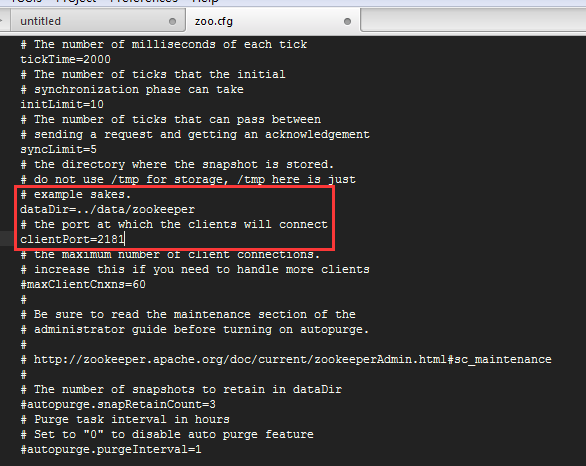 Tools Project Preferences Help
untitled
zoo.cfg
# The number of milliseconds of each tick
tickTime=2000
# The number of ticks that the initial
# synchronization phase can take
initLimit=10
# The number of ticks that can pass between
# sending a request and getting an acknowledgement
syncLimit=5
# the directory where the snapshot is stored.
# do not use /tmp for storage, /tmp here is just
# example sakes.
dataDir=../data/zookeeper
# the port at which the clients will connect
clientPort=2181
# the maximum number of client connections.
# increase this if you need to handle more clients
#maxClientCnxns=60
#
# Be sure to read the maintenance section of the
# administrator guide before turning on autopurge.
#
# http://zookeeper.apache.org/doc/current/zookeeperAdmin.html#sc_maintenance
#
# The number of snapshots to retain in dataDir
#autopurge.snapRetainCount=3
# Purge task interval in hours
# Set to "0" to disable auto purge feature
#autopurge.purgeInterval=1